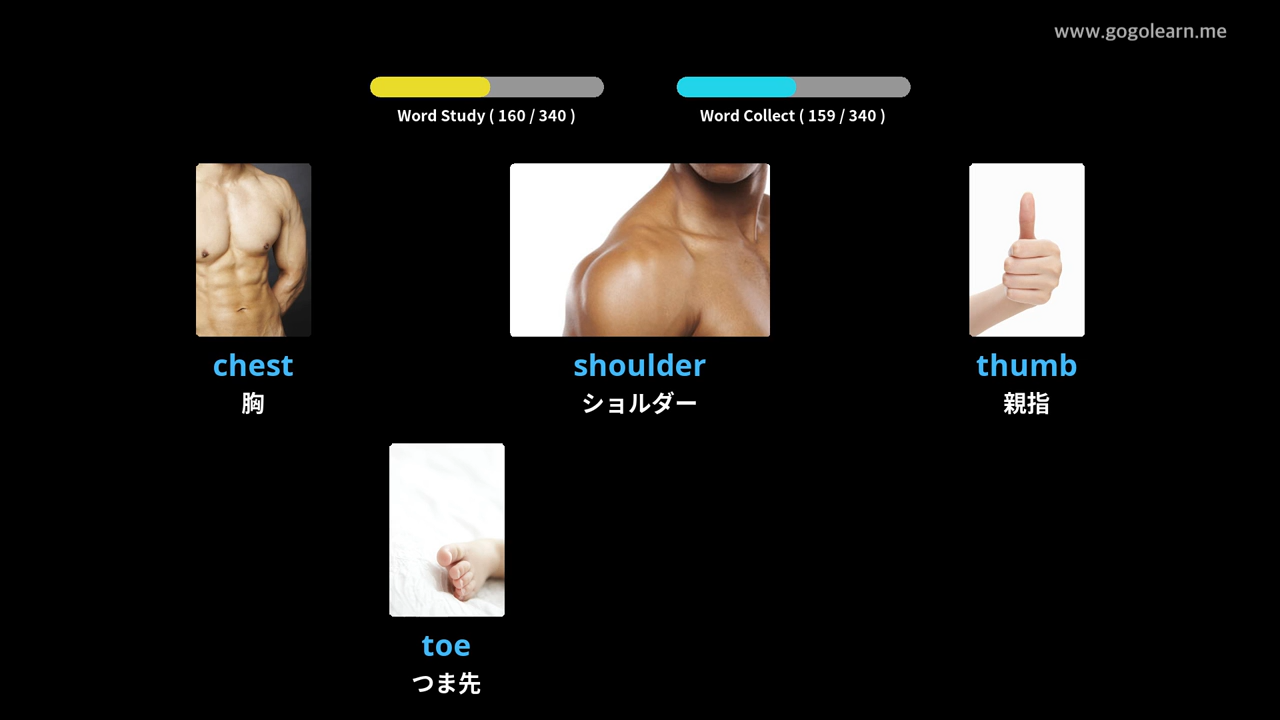 www.gogolearn.me
Word Study ( 160 / 340 )
Word Collect ( 159 / 340 )
chest
胸
shoulder
ショルダー
thumb
親指
toe
つま先